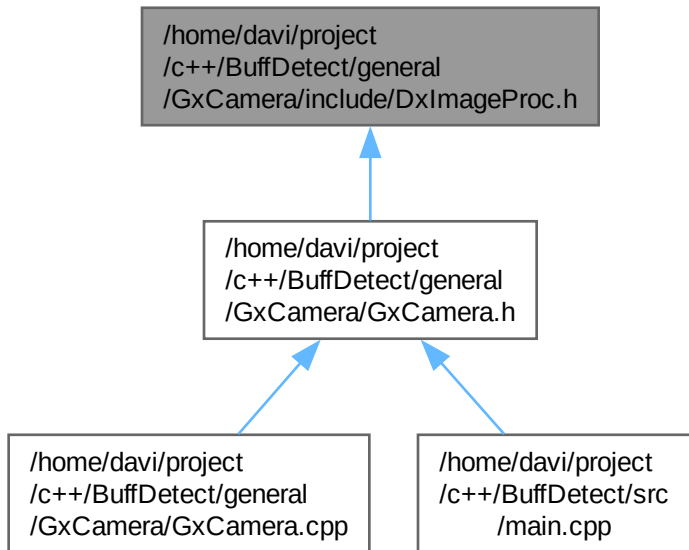 /home/davi/project
/c++/BuffDetect/general
/GxCamera/include/DxImageProc.h
/home/davi/project
/c++/BuffDetect/general
/GxCamera/GxCamera.h
/home/davi/project
/c++/BuffDetect/general
/GxCamera/GxCamera.cpp
/home/davi/project
/c++/BuffDetect/src
/main.cpp